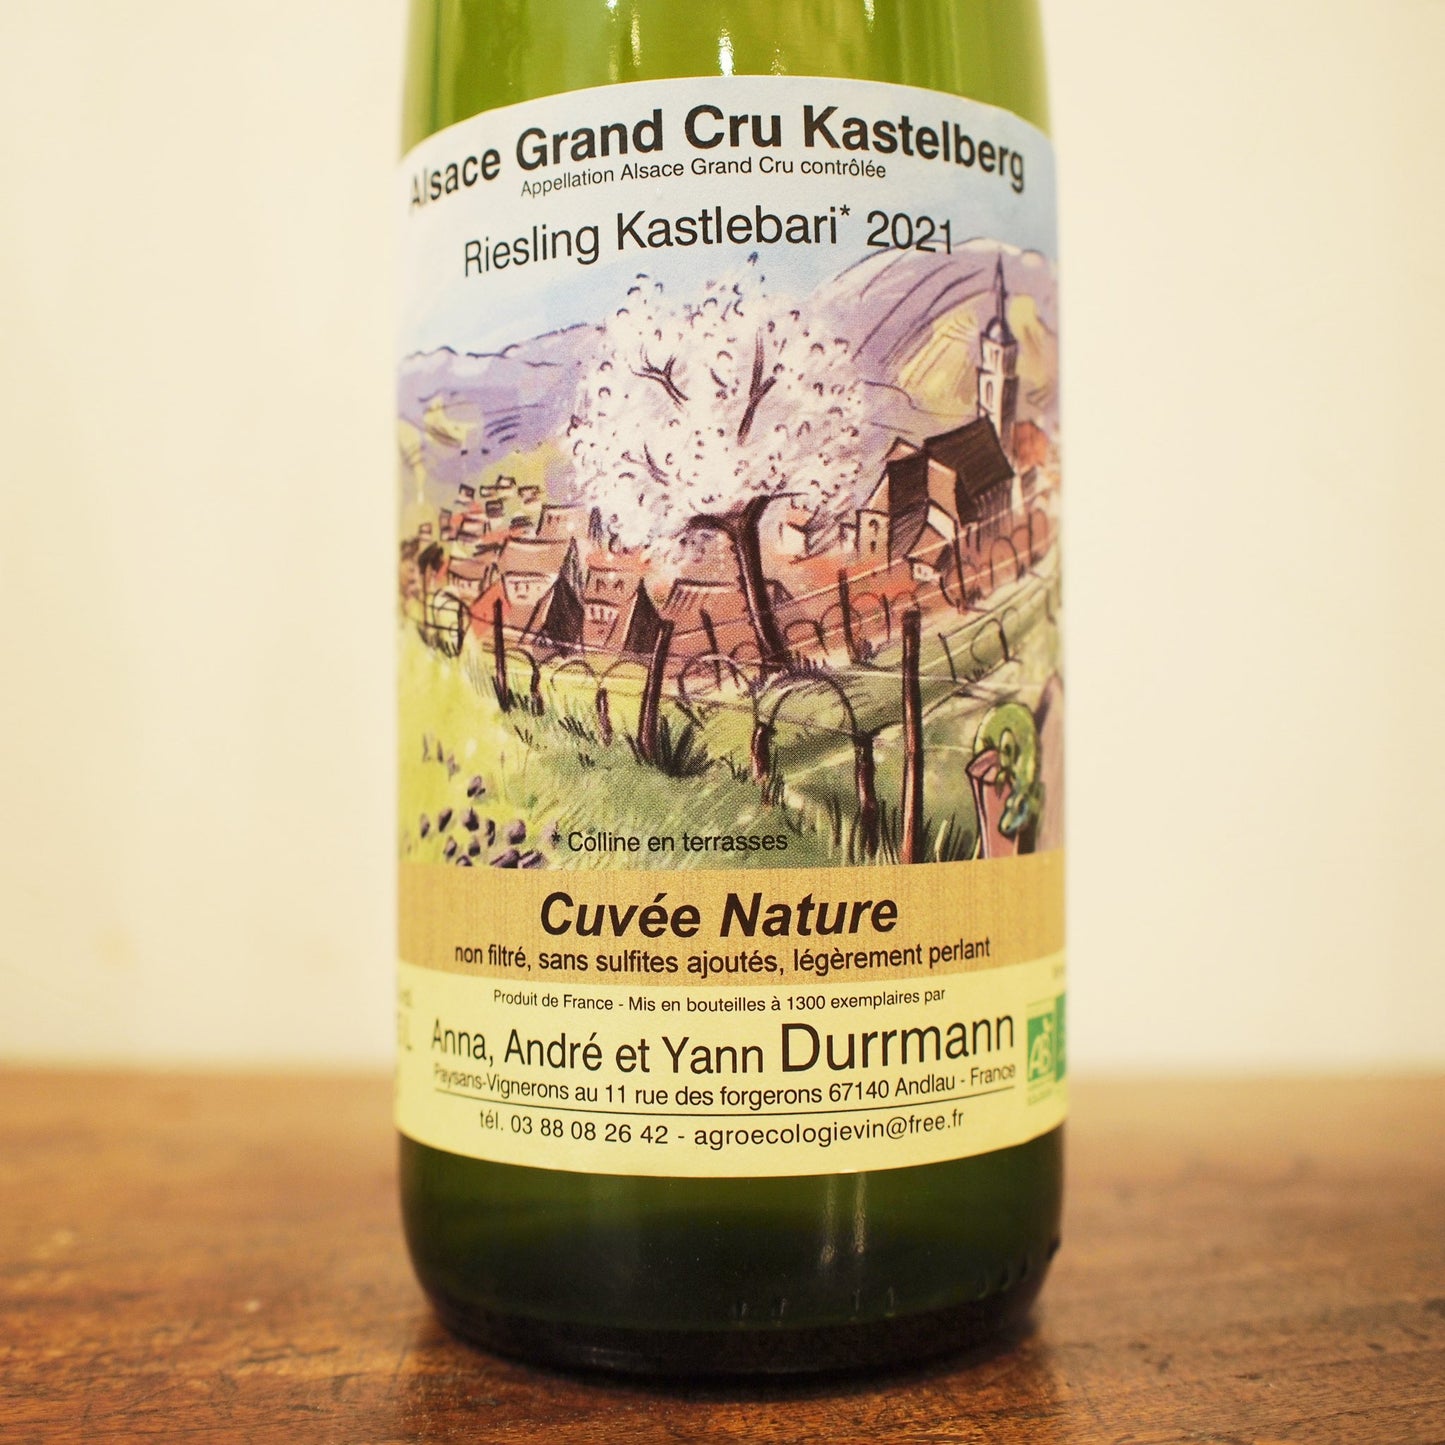 Alsace Grand Cru Kastelberg
Appellation Alsace Grand Cru contrôlée
Riesling Kastlebari* 2021
* Colline en terrasses
Cuvée Nature
non filtré, sans sulfites ajoutés, légèrement perlant
Produit de France - Mis en bouteilles à 1300 exemplaires par
Anna, André et Yann Durrmann
Paysans-Vignerons au 11 rue des forgerons 67140 Andlau - France
tél. 03 88 08 26 42 - agroecologievin@free.fr
AB